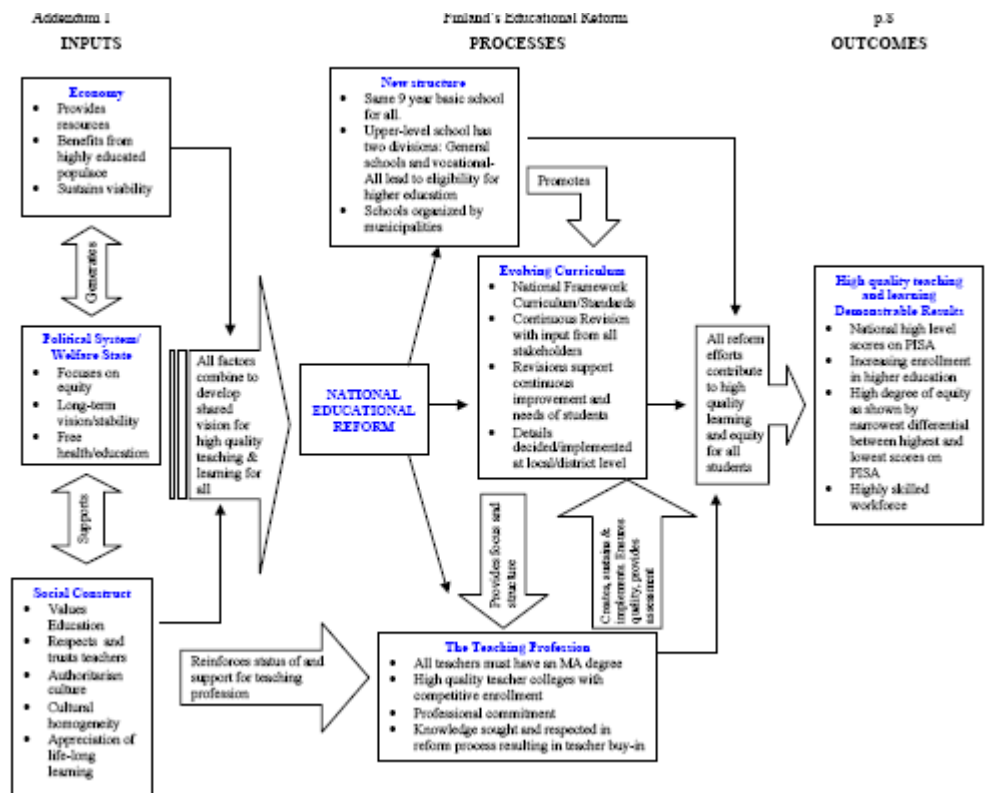 Addendum 1 Finland's Educational Reform p.8
INPUTS PROCESSES OUTCOMES
Economy
• Provides
resources
• Benefits from
highly educated
populace
• Sustains viability
Generates
Political System/
Welfare State
• Focuses on
equity
• Long-term
vision/stability
• Free
health/education
Supports
Social Construct
• Values
Education
• Respects and
trusts teachers
• Authoritarian
culture
• Cultural
homogeneity
• Appreciation of
life-long
learning
All factors
combine to
develop
shared
vision for
high quality
teaching &
learning for
all
Reinforces status of and
support for teaching
profession
NATIONAL
EDUCATIONAL
REFORM
New structure
• Same 9 year basic school
for all.
• Upper-level school has
two divisions: General
schools and vocational-
All lead to eligibility for
higher education
• Schools organized by
municipalities
Promotes
Evolving Curriculum
• National Framework
Curriculum/Standards
• Continuous Revision
with input from all
stakeholders
• Revisions support
continuous
improvement and
needs of students
• Details
decided/implemented
at local/district level
Provides focus and
structure
Creates, sustains &
implements. Ensures
quality, provides
assessment
The Teaching Profession
• All teachers must have an MA degree
• High quality teacher colleges with
competitive enrollment
• Professional commitment
• Knowledge sought and respected in
reform process resulting in teacher buy-in
All reform
efforts
contribute
to high
quality
learning
and equity
for all
students
High quality teaching
and learning
Demonstrable Results
• National high level
scores on PISA
• Increasing enrollment
in higher education
• High degree of equity
as shown by
narrowest differential
between highest and
lowest scores on
PISA
• Highly skilled
workforce